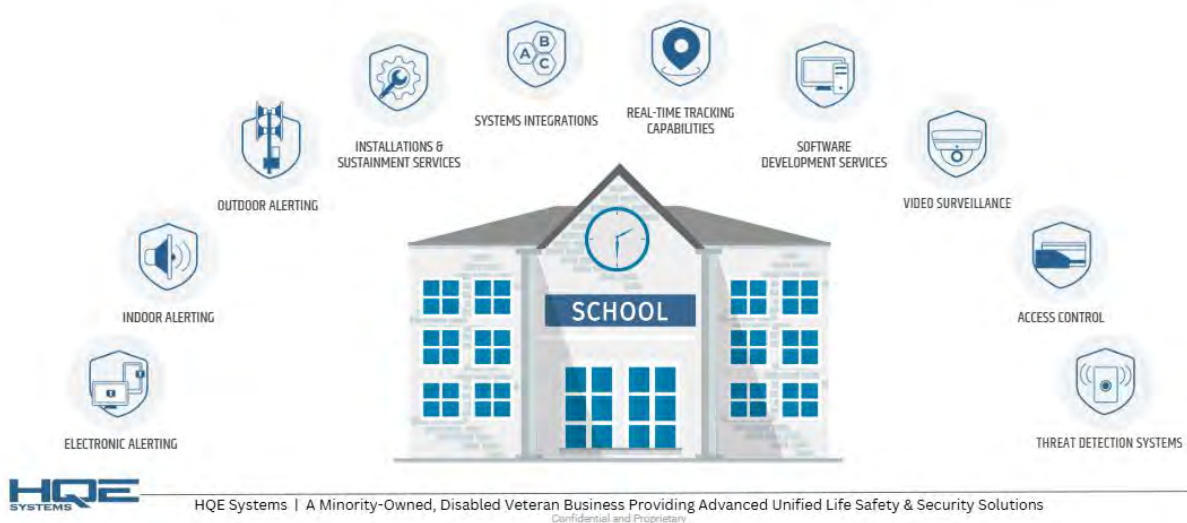 A
B
C
SYSTEMS INTEGRATIONS
REAL-TIME TRACKING
CAPABILITIES
INSTALLATIONS &
SUSTAINMENT SERVICES
SOFTWARE
DEVELOPMENT SERVICES
OUTDOOR ALERTING
VIDEO SURVEILLANCE
INDOOR ALERTING
SCHOOL
ACCESS CONTROL
ELECTRONIC ALERTING
THREAT DETECTION SYSTEMS
HQE
SYSTEMS
HQE Systems | A Minority-Owned, Disabled Veteran Business Providing Advanced Unified Life Safety & Security Solutions
Confidential and Proprietary